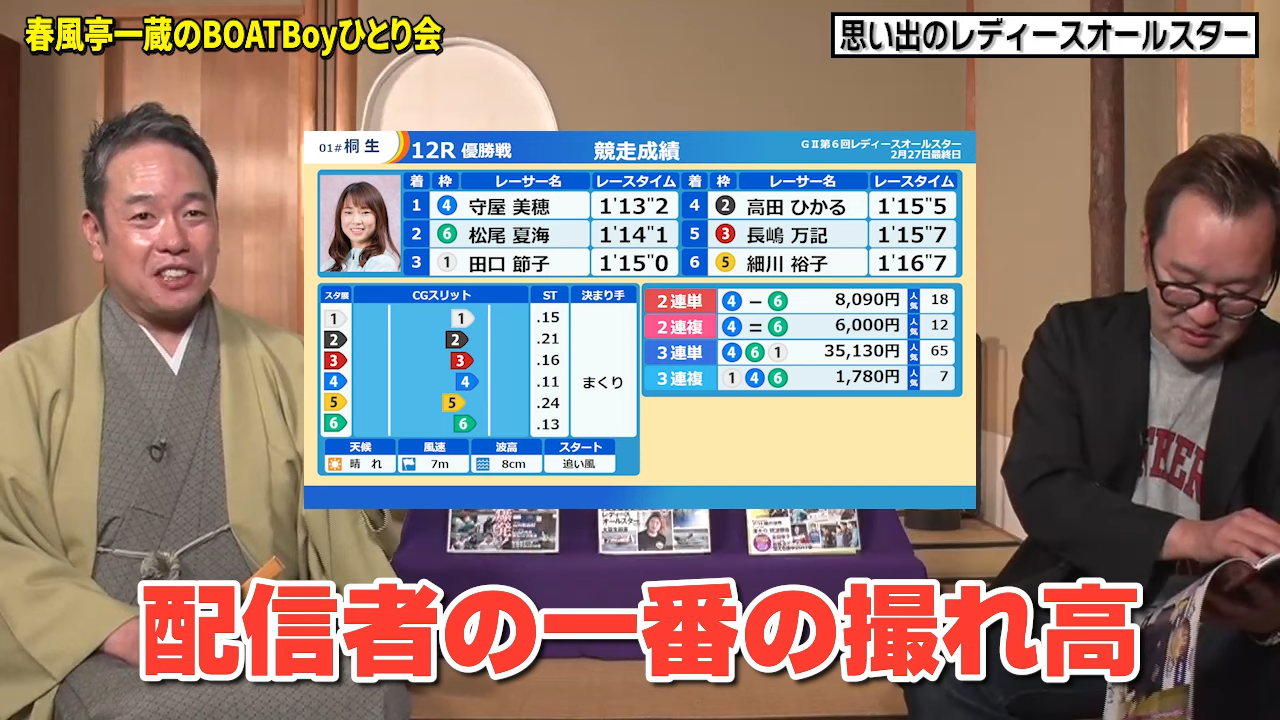 春風亭一蔵のBOATBoyひとり会
思い出のレディースオールスター
01# 桐生 12R 優勝戦 競走成績
GⅡ第6回レディースオールスター
2月27日最終日
着 枠 レーサー名 レースタイム 着 枠 レーサー名 レースタイム
1 4 守屋 美穂 1'13"2 4 2 高田 ひかる 1'15"5
2 6 松尾 夏海 1'14"1 5 3 長嶋 万記 1'15"7
3 1 田口 節子 1'15"0 6 5 細川 裕子 1'16"7
スタ展 CGスリット ST 決まり手
1 1 .15
2 2 .21
3 3 .16
4 4 .11 まくり
5 5 .24
6 6 .13
天候 風速 波高 スタート
晴れ 7m 8cm 追い風
2連単 4 - 6 8,090円 人気 18
2連複 4 = 6 6,000円 人気 12
3連単 4 6 1 35,130円 人気 65
3連複 1 4 6 1,780円 人気 7
レディース
オールスター
配信者の一番の撮れ高